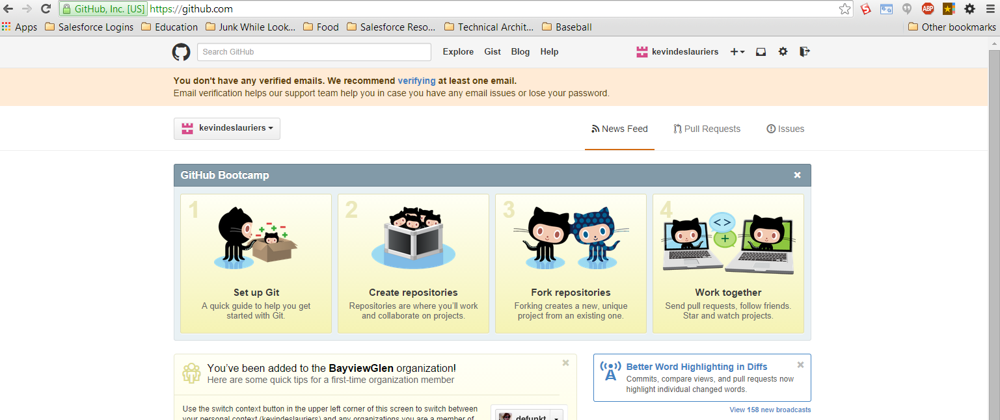 GitHub, Inc. [US] https://github.com
Apps Salesforce Logins Education Junk While Look... Food Salesforce Reso... Technical Archit... Baseball Other bookmarks
Search GitHub Explore Gist Blog Help kevindeslauriers
You don't have any verified emails. We recommend verifying at least one email.
Email verification helps our support team help you in case you have any email issues or lose your password.
kevindeslauriers News Feed Pull Requests Issues
GitHub Bootcamp
1
Set up Git
A quick guide to help you get
started with Git.
2
Create repositories
Repositories are where you'll work
and collaborate on projects.
3
Fork repositories
Forking creates a new, unique
project from an existing one.
4
Work together
Send pull requests, follow friends.
Star and watch projects.
You've been added to the BayviewGlen organization!
Here are some quick tips for a first-time organization member
Use the switch context button in the upper left corner of this screen to switch between
your personal context (kevindeslauriers) and any organizations you are a member of
defunkt
Better Word Highlighting in Diffs
Commits, compare views, and pull requests now
highlight individual changed words.
View 158 new broadcasts
ABP